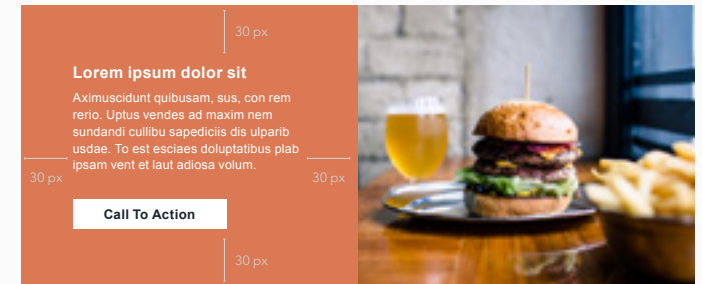 30 px
Lorem ipsum dolor sit
Aximuscidunt quibusam, sus, con rem
rerio. Uptus vendes ad maxim nem
sundandi cullibu sapediciis dis ulparib
usdae. To est esciaes doluptatibus plab
ipsam vent et laut adiosa volum.
30 px
30 px
Call To Action
30 px